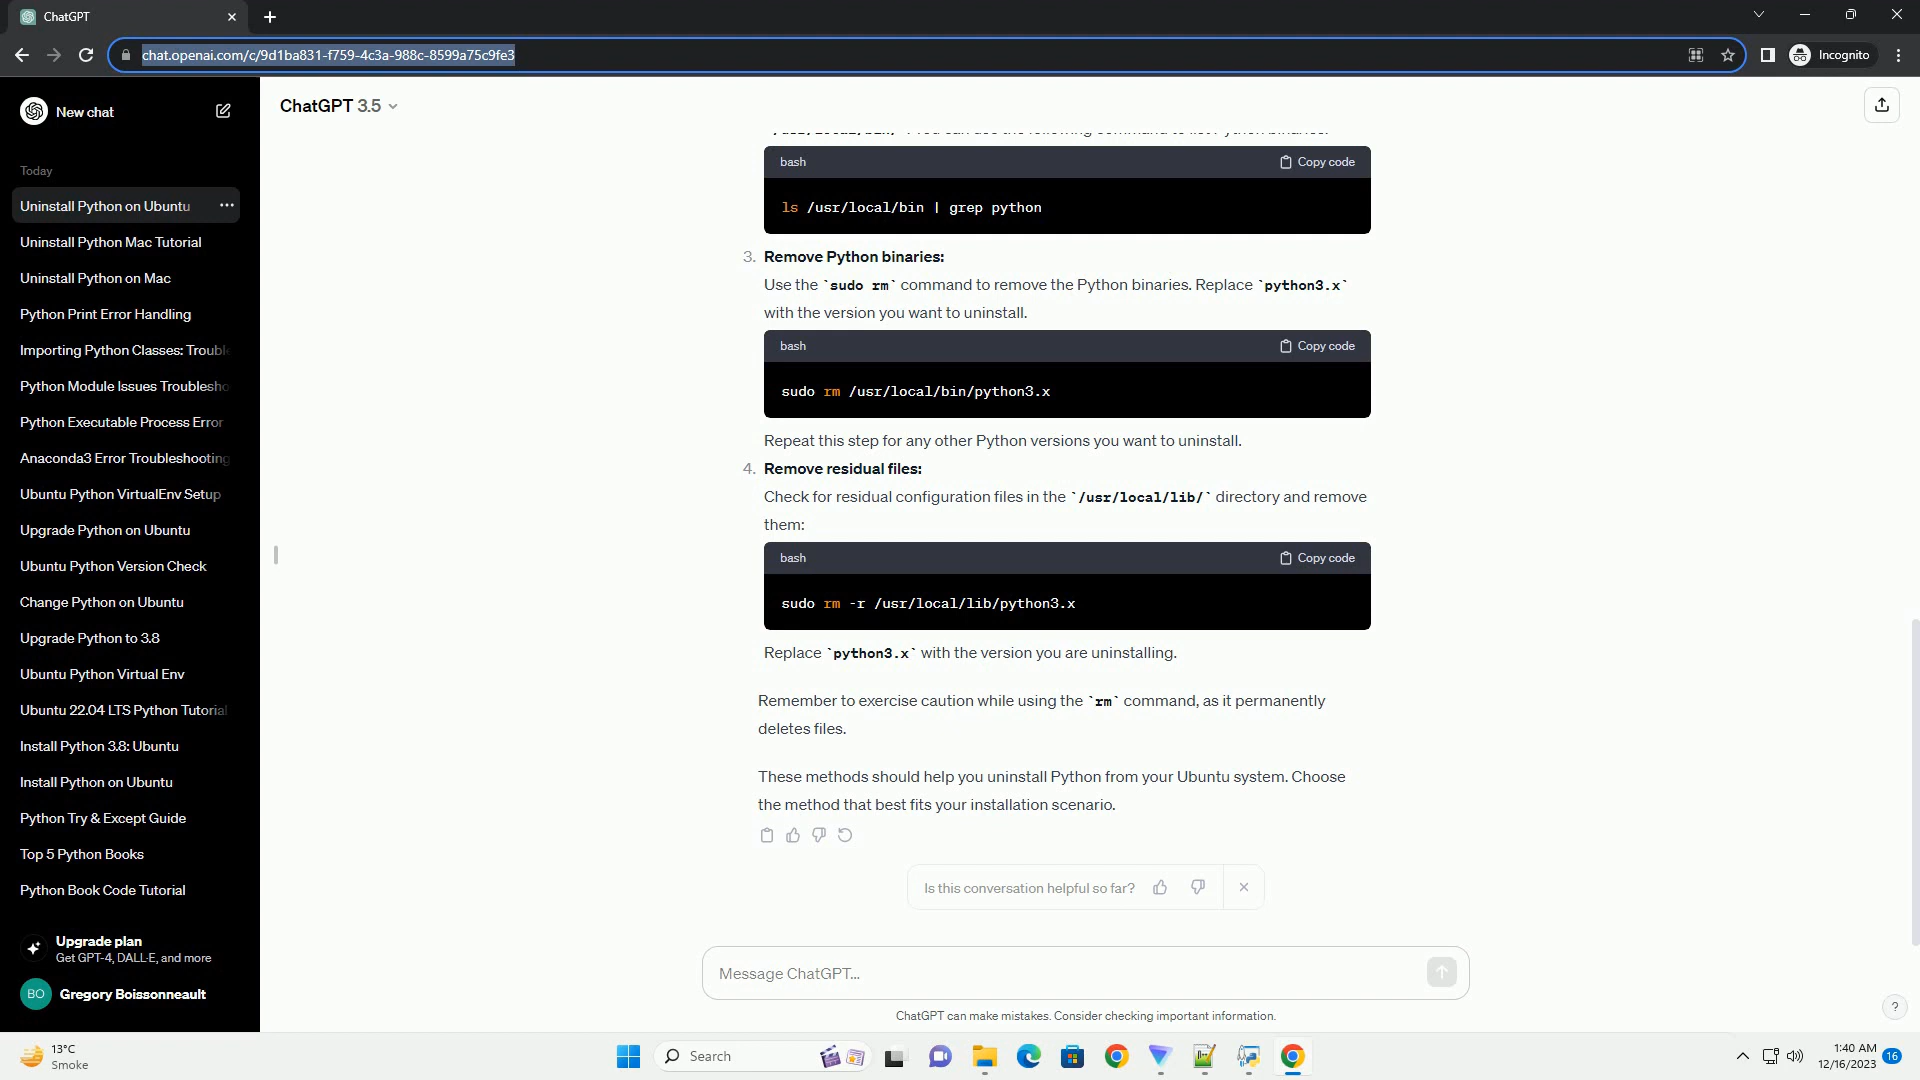 ChatGPT
chat.openai.com/c/9d1ba831-f759-4c3a-988c-8599a75c9fe3
Incognito
New chat
Today
Uninstall Python on Ubuntu
Uninstall Python Mac Tutorial
Uninstall Python on Mac
Python Print Error Handling
Importing Python Classes: Troubl
Python Module Issues Troublesho
Python Executable Process Error
Anaconda3 Error Troubleshooting
Ubuntu Python VirtualEnv Setup
Upgrade Python on Ubuntu
Ubuntu Python Version Check
Change Python on Ubuntu
Upgrade Python to 3.8
Ubuntu Python Virtual Env
Ubuntu 22.04 LTS Python Tutorial
Install Python 3.8: Ubuntu
Install Python on Ubuntu
Python Try & Except Guide
Top 5 Python Books
Python Book Code Tutorial
Upgrade plan
Get GPT-4, DALL·E, and more
BO Gregory Boissonneault
ChatGPT 3.5
bash Copy code
ls /usr/local/bin | grep python
3. Remove Python binaries:
Use the `sudo rm` command to remove the Python binaries. Replace `python3.x`
with the version you want to uninstall.
bash Copy code
sudo rm /usr/local/bin/python3.x
Repeat this step for any other Python versions you want to uninstall.
4. Remove residual files:
Check for residual configuration files in the `/usr/local/lib/` directory and remove
them:
bash Copy code
sudo rm -r /usr/local/lib/python3.x
Replace `python3.x` with the version you are uninstalling.
Remember to exercise caution while using the `rm` command, as it permanently
deletes files.
These methods should help you uninstall Python from your Ubuntu system. Choose
the method that best fits your installation scenario.
Is this conversation helpful so far?
Message ChatGPT...
ChatGPT can make mistakes. Consider checking important information.
?
13°C
Smoke
Search
1:40 AM
12/16/2023
16